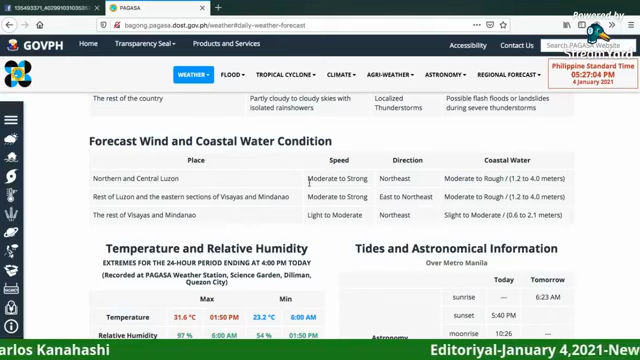 135493371_402991031035285
PAGASA
Powered by
bagong.pagasa.dost.gov.ph/weather#daily-weather-forecast
StreamYard
GOVPH
Home
Transparency Seal
Products and Services
Accessibility
Contact Us
Search PAGASA Website
WEATHER
FLOOD
TROPICAL CYCLONE
CLIMATE
AGRI-WEATHER
ASTRONOMY
REGIONAL FORECAST
Philippine Standard Time
05:27:04 PM
4 January 2021
The rest of the country
Partly cloudy to cloudy skies with isolated rainshowers
Localized Thunderstorms
Possible flash floods or landslides during severe thunderstorms
Forecast Wind and Coastal Water Condition
Place Speed Direction Coastal Water
Northern and Central Luzon Moderate to Strong Northeast Moderate to Rough / (1.2 to 4.0 meters)
Rest of Luzon and the eastern sections of Visayas and Mindanao Moderate to Strong East to Northeast Moderate to Rough / (1.2 to 4.0 meters)
The rest of Visayas and Mindanao Light to Moderate Northeast Slight to Moderate / (0.6 to 2.1 meters)
Temperature and Relative Humidity
EXTREMES FOR THE 24-HOUR PERIOD ENDING AT 4:00 PM TODAY
(Recorded at PAGASA Weather Station, Science Garden, Diliman,
Quezon City)
Max Min
Temperature 31.6 °C 01:50 PM 23.2 °C 6:00 AM
Relative Humidity 97 % 6:00 AM 54 % 01:50 PM
Tides and Astronomical Information
Over Metro Manila
Today Tomorrow
sunrise --- 6:23 AM
sunset 5:40 PM
Astronomy
moonrise 10:26
arlos Kanahashi
Editoriyal-January 4,2021-New